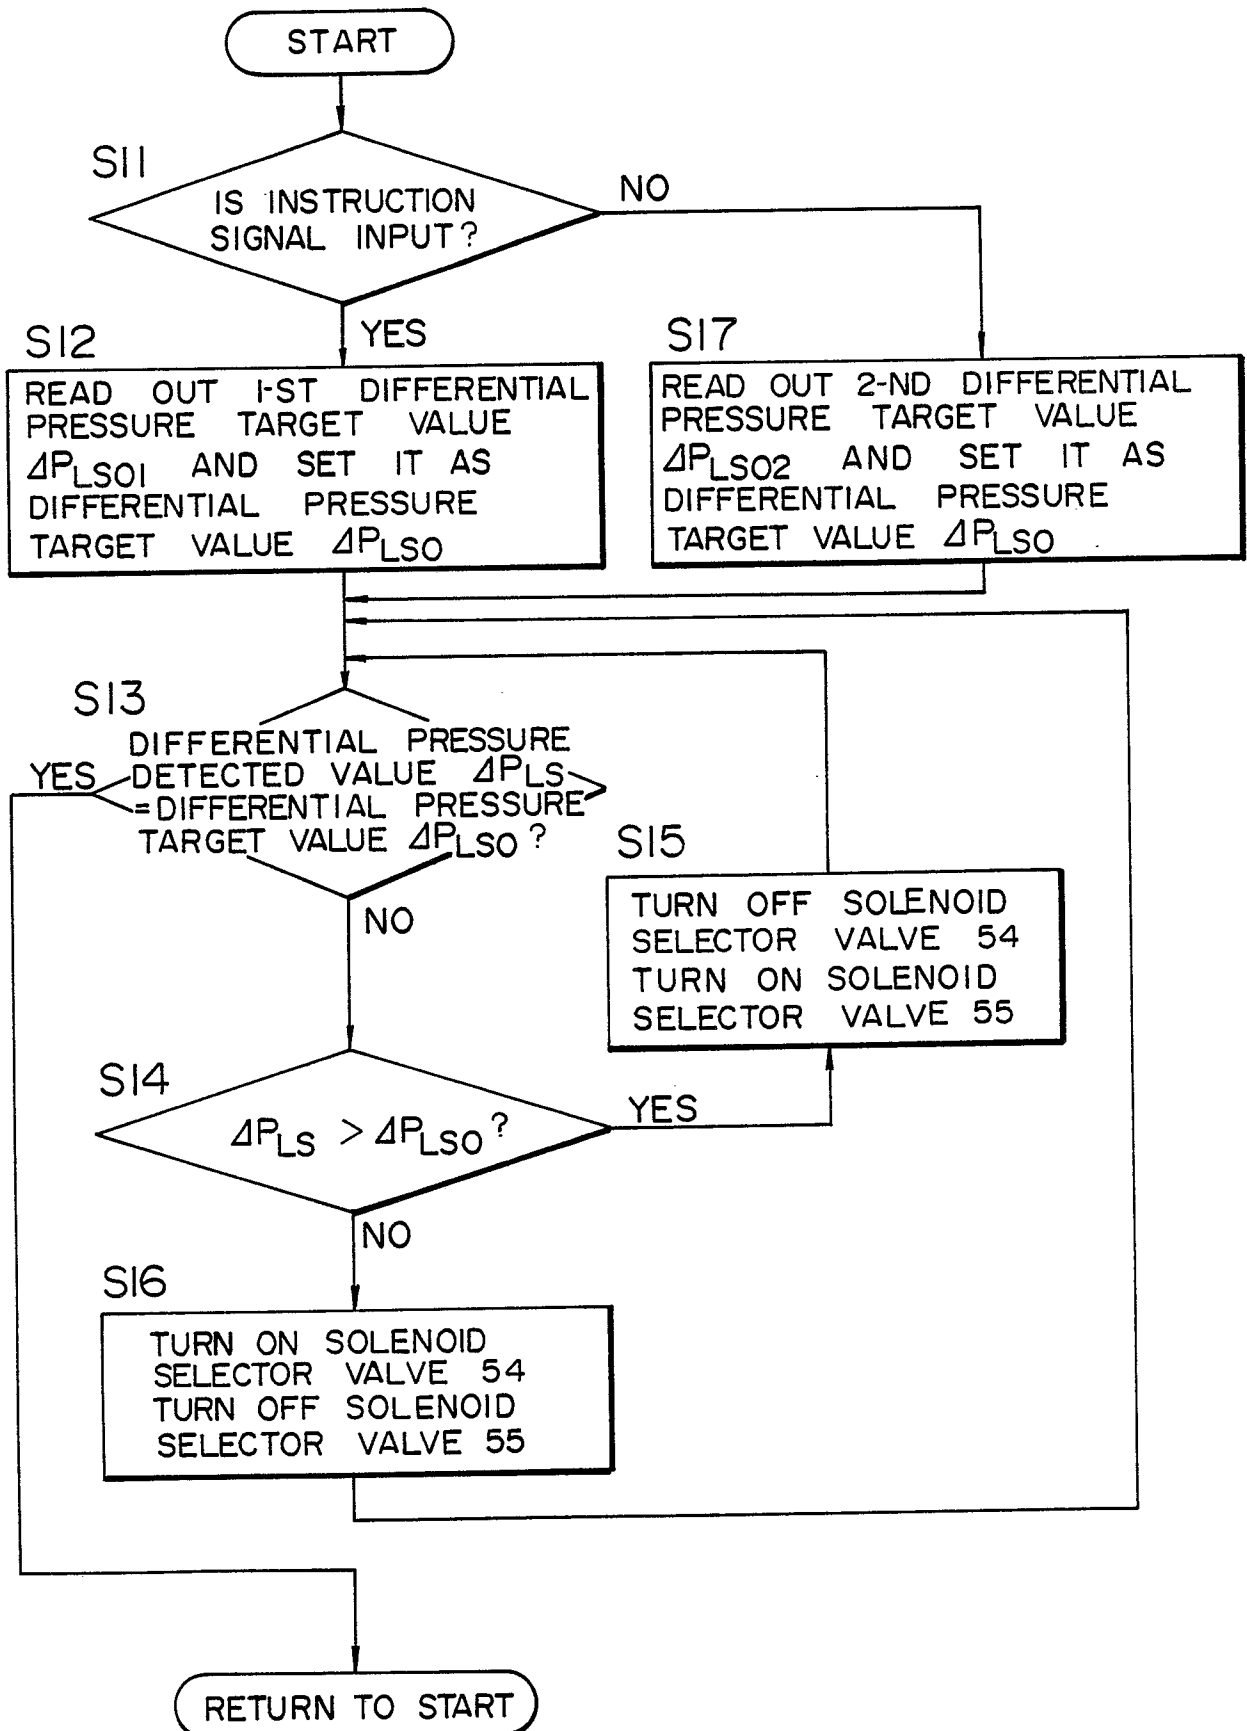 START
S11
IS INSTRUCTION
SIGNAL INPUT?
NO
YES
S12
READ OUT 1-ST DIFFERENTIAL
PRESSURE TARGET VALUE
ΔPLSO1 AND SET IT AS
DIFFERENTIAL PRESSURE
TARGET VALUE ΔPLSO
S17
READ OUT 2-ND DIFFERENTIAL
PRESSURE TARGET VALUE
ΔPLSO2 AND SET IT AS
DIFFERENTIAL PRESSURE
TARGET VALUE ΔPLSO
S13
DIFFERENTIAL PRESSURE
DETECTED VALUE ΔPLS
=DIFFERENTIAL PRESSURE
TARGET VALUE ΔPLSO?
YES
NO
S15
TURN OFF SOLENOID
SELECTOR VALVE 54
TURN ON SOLENOID
SELECTOR VALVE 55
S14
ΔPLS > ΔPLSO?
YES
NO
S16
TURN ON SOLENOID
SELECTOR VALVE 54
TURN OFF SOLENOID
SELECTOR VALVE 55
RETURN TO START